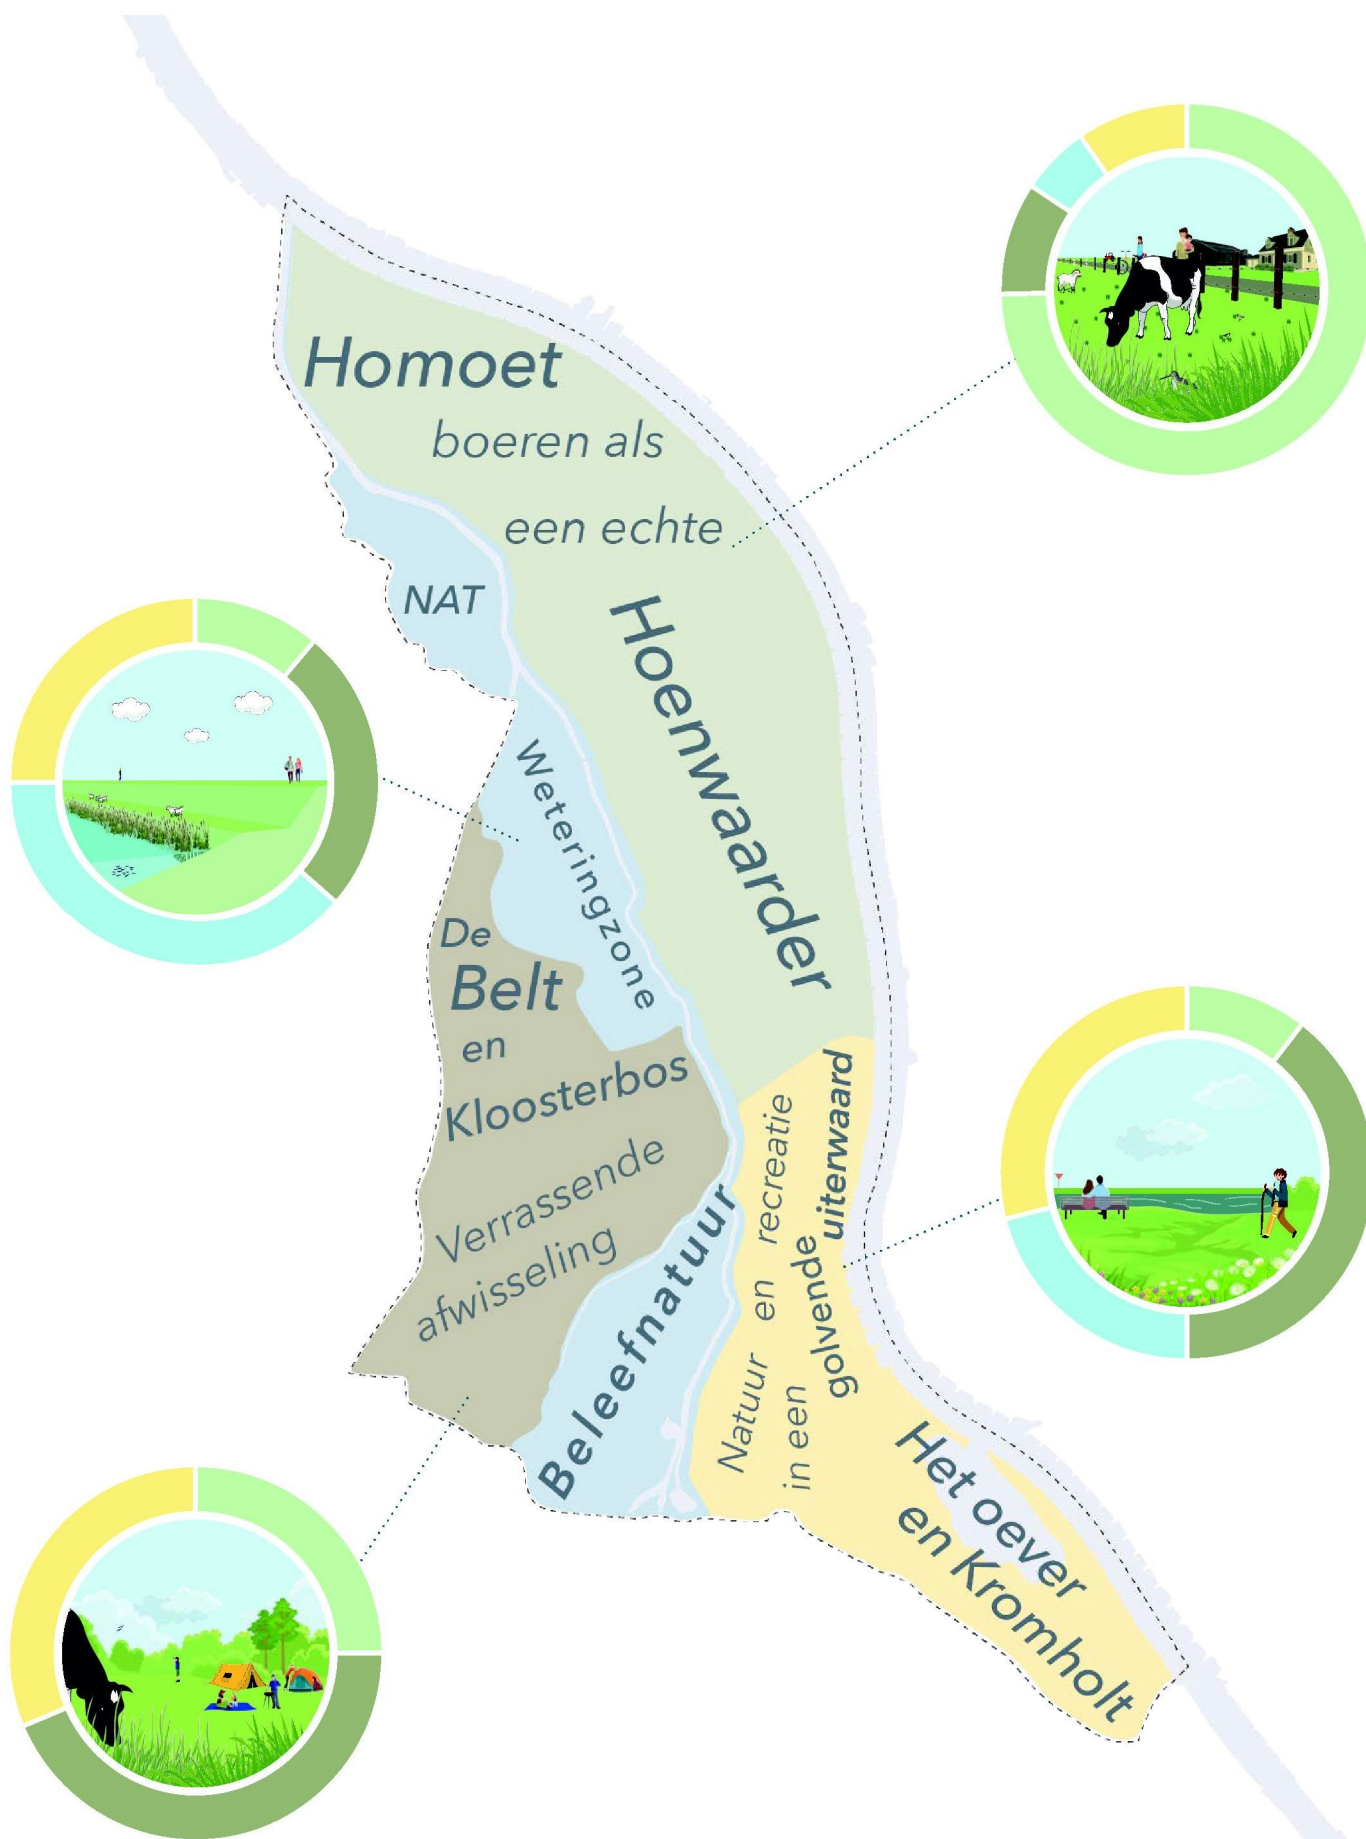 Homoet
boeren als
een echte
Hoenwaarder
NAT
Weteringzone
De
Belt
en
Kloosterbos
Verrassende
afwisseling
Beleefnatuur
Natuur en recreatie
in een
golvende
uiterwaard
Het oever
en Kromholt